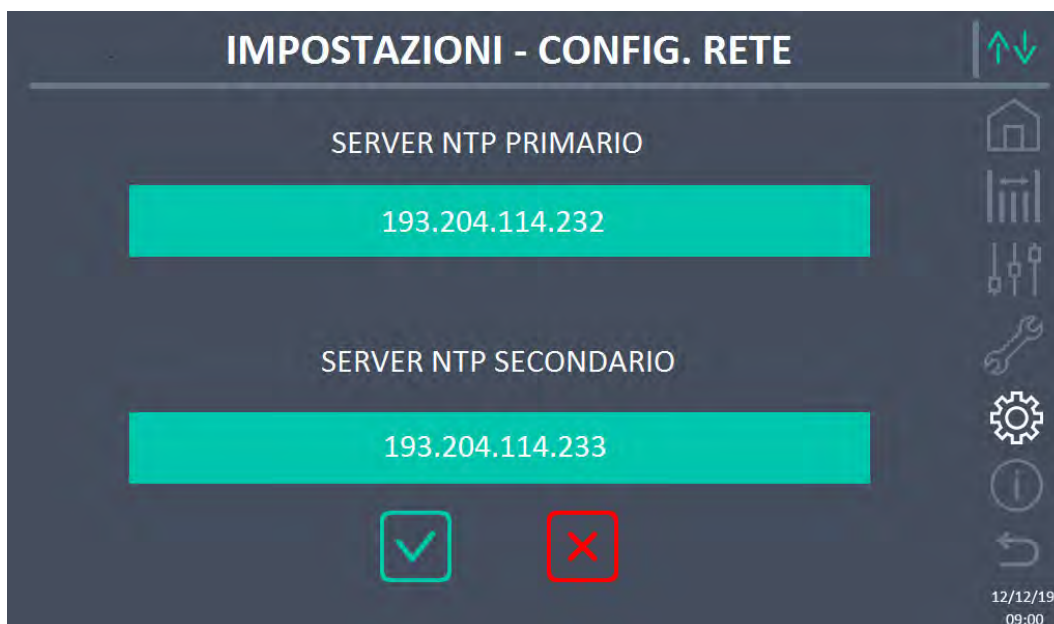 IMPOSTAZIONI - CONFIG. RETE
SERVER NTP PRIMARIO
193.204.114.232
SERVER NTP SECONDARIO
193.204.114.233
12/12/19
09:00